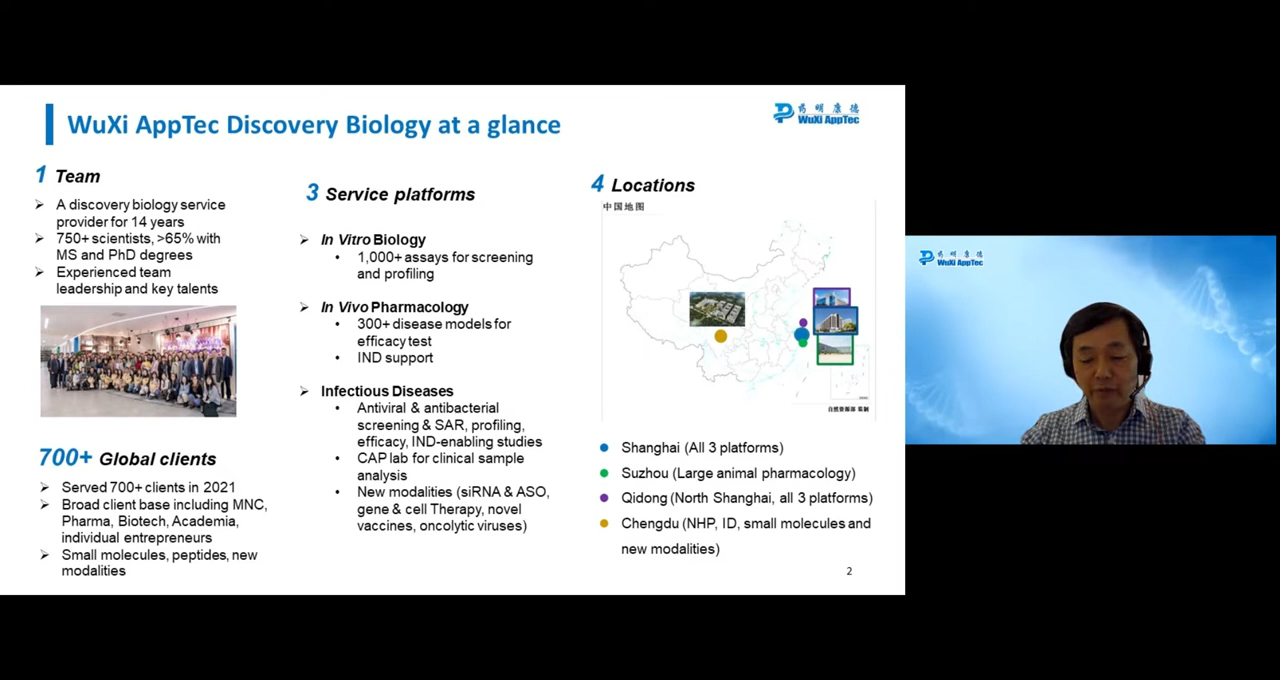 WuXi AppTec Discovery Biology at a glance
药 明 康 德
WuXi AppTec
1 Team
➢ A discovery biology service
provider for 14 years
➢ 750+ scientists, >65% with
MS and PhD degrees
➢ Experienced team
leadership and key talents
700+ Global clients
➢ Served 700+ clients in 2021
➢ Broad client base including MNC,
Pharma, Biotech, Academia,
individual entrepreneurs
➢ Small molecules, peptides, new
modalities
3 Service platforms
➢ In Vitro Biology
• 1,000+ assays for screening
and profiling
➢ In Vivo Pharmacology
• 300+ disease models for
efficacy test
• IND support
➢ Infectious Diseases
• Antiviral & antibacterial
screening & SAR, profiling,
efficacy, IND-enabling studies
• CAP lab for clinical sample
analysis
• New modalities (siRNA & ASO,
gene & cell Therapy, novel
vaccines, oncolytic viruses)
4 Locations
中国地图
自然资源部 监制
Shanghai (All 3 platforms)
Suzhou (Large animal pharmacology)
Qidong (North Shanghai, all 3 platforms)
Chengdu (NHP, ID, small molecules and
new modalities)
2
药 明 康 德
WuXi AppTec